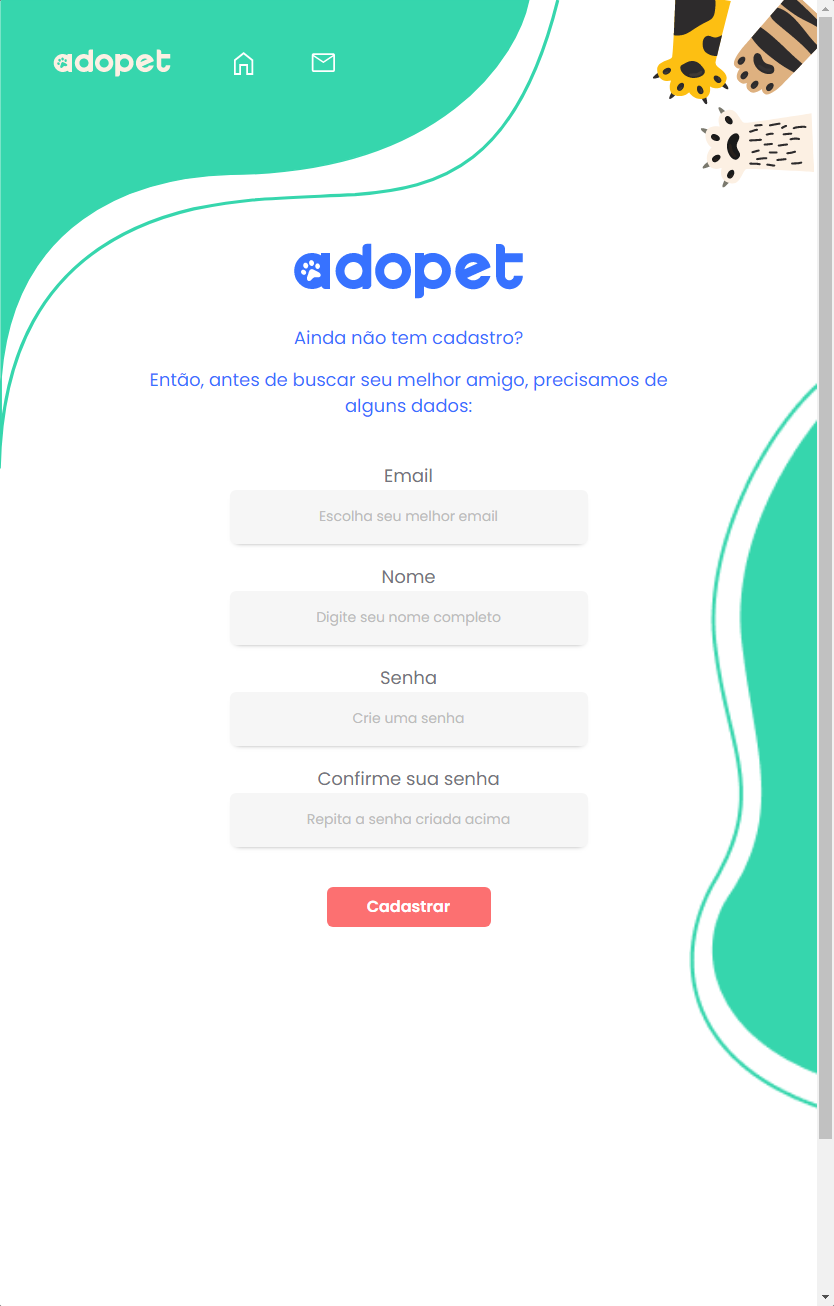 adopet
adopet
Ainda não tem cadastro?
Então, antes de buscar seu melhor amigo, precisamos de
alguns dados:
Email
Escolha seu melhor email
Nome
Digite seu nome completo
Senha
Crie uma senha
Confirme sua senha
Repita a senha criada acima
Cadastrar